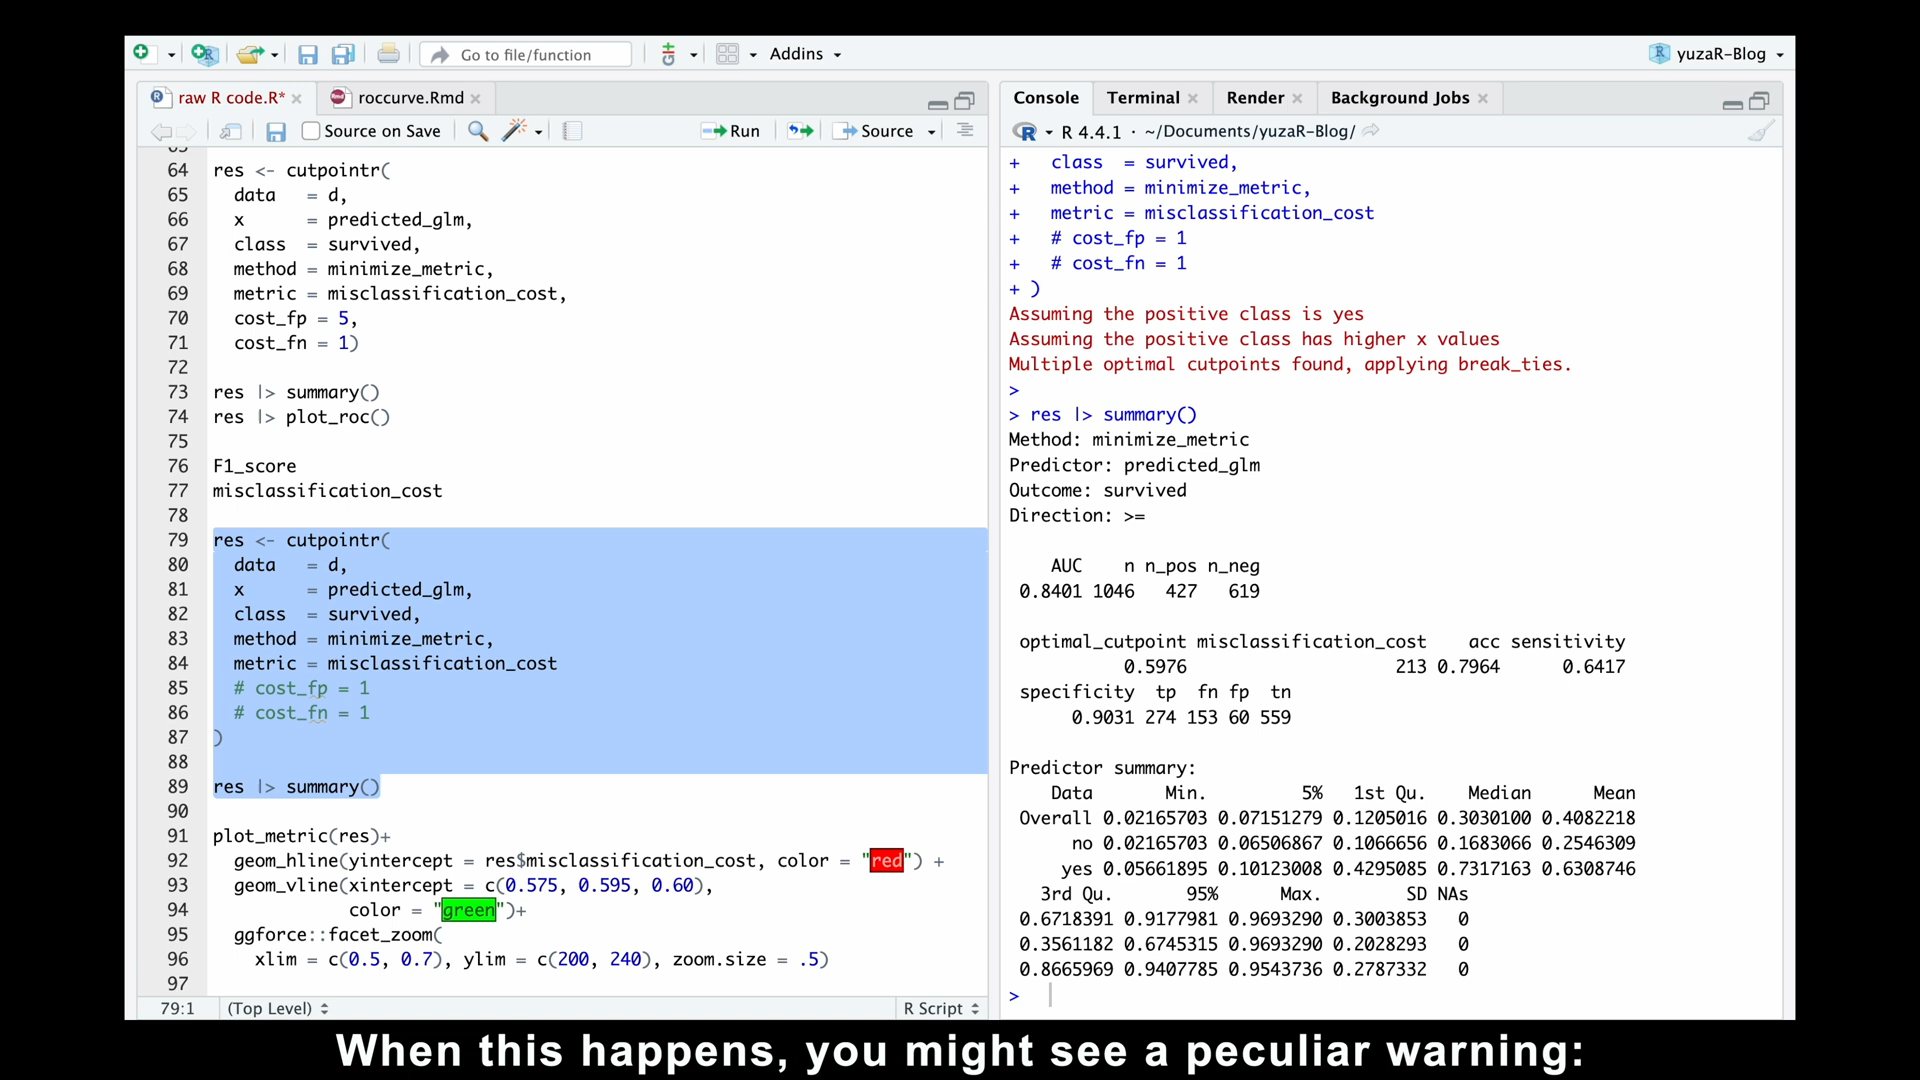 Go to file/function
Addins
yuzaR-Blog
raw R code.R*
roccurve.Rmd
Source on Save
Run
Source
64 res <- cutpointr(
65 data = d,
66 x = predicted_glm,
67 class = survived,
68 method = minimize_metric,
69 metric = misclassification_cost,
70 cost_fp = 5,
71 cost_fn = 1)
72
73 res |> summary()
74 res |> plot_roc()
75
76 F1_score
77 misclassification_cost
78
79 res <- cutpointr(
80 data = d,
81 x = predicted_glm,
82 class = survived,
83 method = minimize_metric,
84 metric = misclassification_cost
85 # cost_fp = 1
86 # cost_fn = 1
87 )
88
89 res |> summary()
90
91 plot_metric(res)+
92 geom_hline(yintercept = res$misclassification_cost, color = "red") +
93 geom_vline(xintercept = c(0.575, 0.595, 0.60),
94 color = "green")+
95 ggforce::facet_zoom(
96 xlim = c(0.5, 0.7), ylim = c(200, 240), zoom.size = .5)
97
79:1 (Top Level) R Script
Console Terminal Render Background Jobs
R 4.4.1 · ~/Documents/yuzaR-Blog/
+ class = survived,
+ method = minimize_metric,
+ metric = misclassification_cost
+ # cost_fp = 1
+ # cost_fn = 1
+ )
Assuming the positive class is yes
Assuming the positive class has higher x values
Multiple optimal cutpoints found, applying break_ties.
>
> res |> summary()
Method: minimize_metric
Predictor: predicted_glm
Outcome: survived
Direction: >=
AUC n n_pos n_neg
0.8401 1046 427 619
optimal_cutpoint misclassification_cost acc sensitivity
0.5976 213 0.7964 0.6417
specificity tp fn fp tn
0.9031 274 153 60 559
Predictor summary:
Data Min. 5% 1st Qu. Median Mean
Overall 0.02165703 0.07151279 0.1205016 0.3030100 0.4082218
no 0.02165703 0.06506867 0.1066656 0.1683066 0.2546309
yes 0.05661895 0.10123008 0.4295085 0.7317163 0.6308746
3rd Qu. 95% Max. SD NAs
0.6718391 0.9177981 0.9693290 0.3003853 0
0.3561182 0.6745315 0.9693290 0.2028293 0
0.8665969 0.9407785 0.9543736 0.2787332 0
>
When this happens, you might see a peculiar warning: